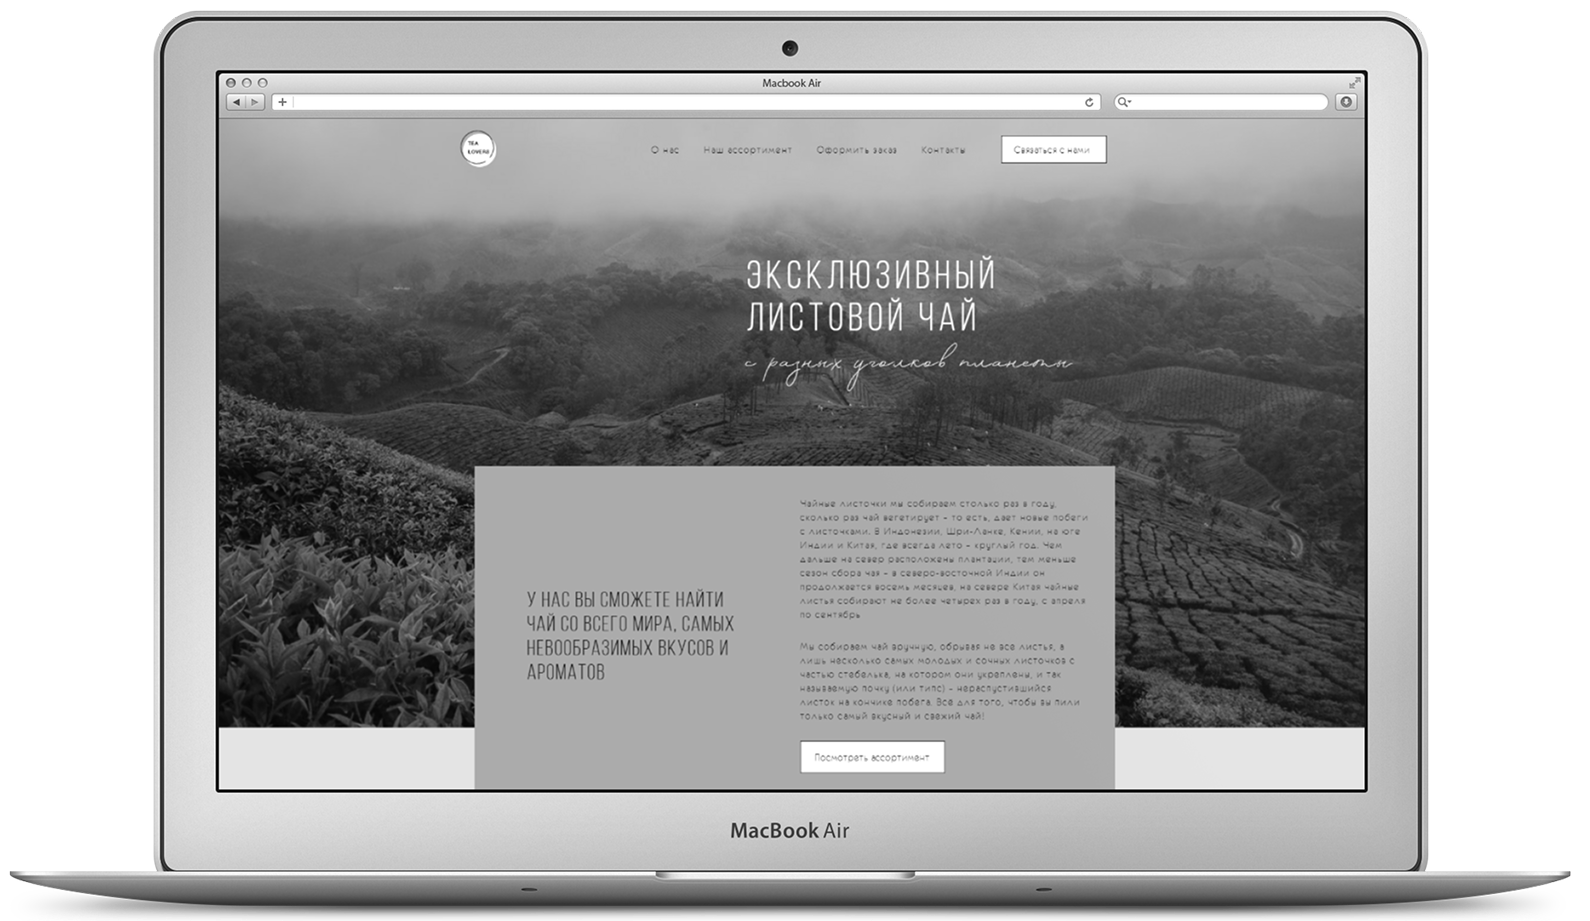 Macbook Air
TEA
LOVERS
О нас Наш ассортимент Оформить заказ Контакты Связаться с нами
ЭКСКЛЮЗИВНЫЙ
ЛИСТОВОЙ ЧАЙ
с разных уголков планеты
У НАС ВЫ СМОЖЕТЕ НАЙТИ
ЧАЙ СО ВСЕГО МИРА, САМЫХ
НЕВООБРАЗИМЫХ ВКУСОВ И
АРОМАТОВ
Чайные листочки мы собираем столько раз в году,
сколько раз чай вегетирует – то есть, дает новые побеги
с листочками. В Индонезии, Шри-Ланке, Кении, на юге
Индии и Китая, где всегда лето – круглый год. Чем
дальше на север расположены плантации, тем меньше
сезон сбора чая – в северо-восточной Индии он
продолжается восемь месяцев, на севере Китая чайные
листья собирают не более четырех раз в году, с апреля
по сентябрь
Мы собираем чай вручную, обрывая не все листья, а
лишь несколько самых молодых и сочных листочков с
частью стебелька, на котором они укреплены, и так
называемую почку (или типс) – нераспустившийся
листок на кончике побега. Все для того, чтобы вы пили
только самый вкусный и свежий чай!
Посмотреть ассортимент
MacBook Air